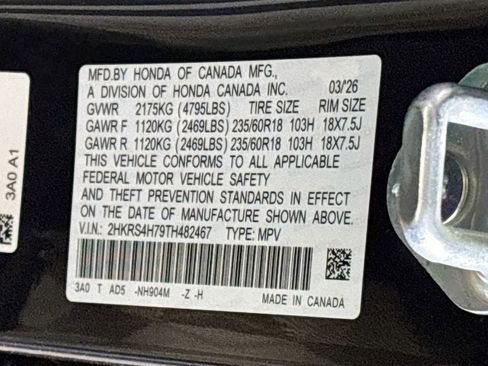 MFD.BY HONDA OF CANADA MFG.,
A DIVISION OF HONDA CANADA INC. 03/26
GVWR 2175KG (4795LBS) TIRE SIZE RIM SIZE
GAWR F 1120KG (2469LBS) 235/60R18 103H 18X7.5J
GAWR R 1120KG (2469LBS) 235/60R18 103H 18X7.5J
THIS VEHICLE CONFORMS TO ALL APPLICABLE
FEDERAL MOTOR VEHICLE SAFETY
AND THEFT PREVENTION STANDARDS IN EFFECT
ON THE DATE OF MANUFACTURE SHOWN ABOVE.
V.I.N.: 2HKRS4H79TH482467 TYPE: MPV
3A0 T AD5 -NH904M -Z -H
MADE IN CANADA
3A0 A1